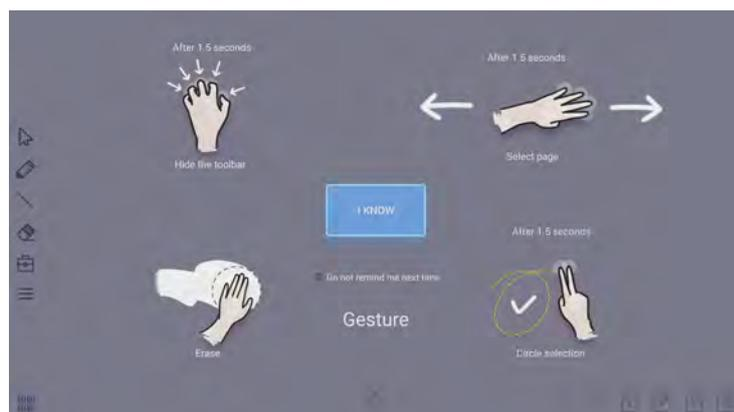 After 1.5 seconds
Hide the toolbar
After 1.5 seconds
Select page
I KNOW
Do not remind me next time
Gesture
Erase
After 1.5 seconds
Circle selection